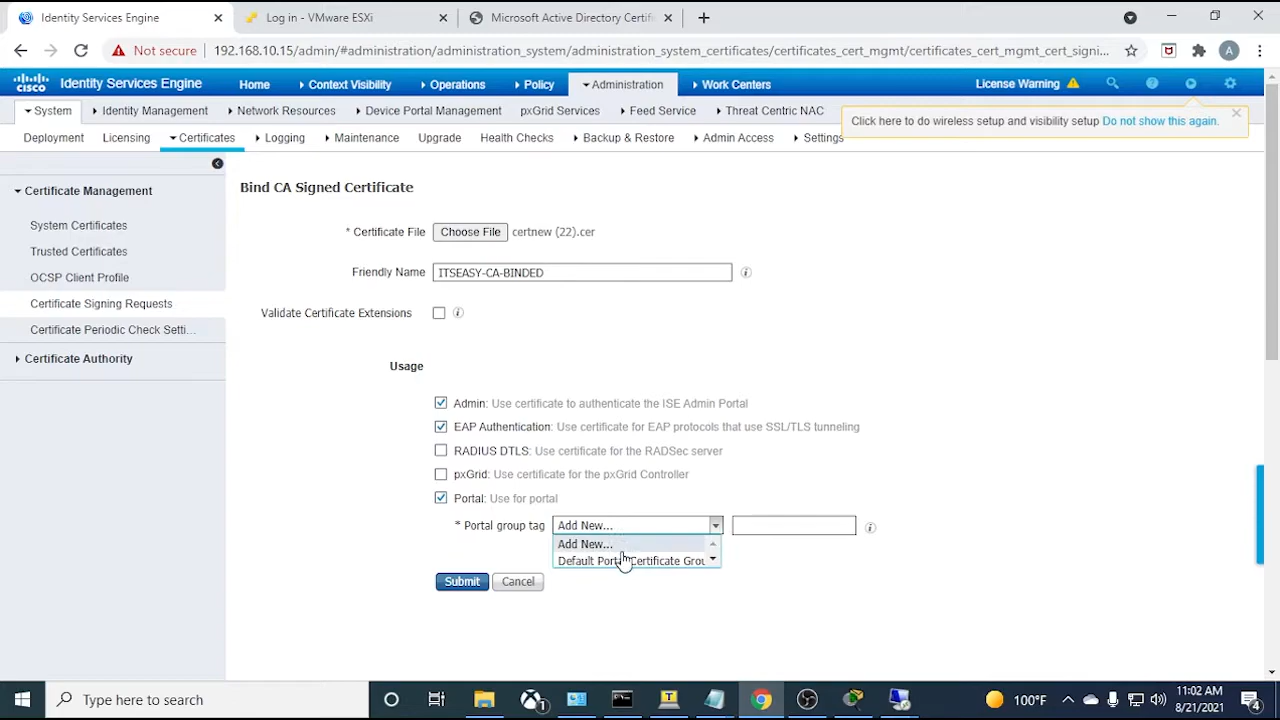 Identity Services Engine
Log in - VMware ESXi
Microsoft Active Directory Certifi
Not secure
192.168.10.15/admin/#administration/administration_system/administration_system_certificates/certificates_cert_mgmt/certificates_cert_mgmt_cert_signi...
A
cisco Identity Services Engine
Home
Context Visibility
Operations
Policy
Administration
Work Centers
License Warning
System
Identity Management
Network Resources
Device Portal Management
pxGrid Services
Feed Service
Threat Centric NAC
Click here to do wireless setup and visibility setup Do not show this again.
Deployment
Licensing
Certificates
Logging
Maintenance
Upgrade
Health Checks
Backup & Restore
Admin Access
Settings
Certificate Management
System Certificates
Trusted Certificates
OCSP Client Profile
Certificate Signing Requests
Certificate Periodic Check Setti...
Certificate Authority
Bind CA Signed Certificate
* Certificate File Choose File certnew (22).cer
Friendly Name ITSEASY-CA-BINDED
Validate Certificate Extensions
Usage
Admin: Use certificate to authenticate the ISE Admin Portal
EAP Authentication: Use certificate for EAP protocols that use SSL/TLS tunneling
RADIUS DTLS: Use certificate for the RADSec server
pxGrid: Use certificate for the pxGrid Controller
Portal: Use for portal
* Portal group tag Add New...
Add New...
Default Port Certificate Grou
Submit Cancel
Type here to search
1
100°F
11:02 AM
8/21/2021
4